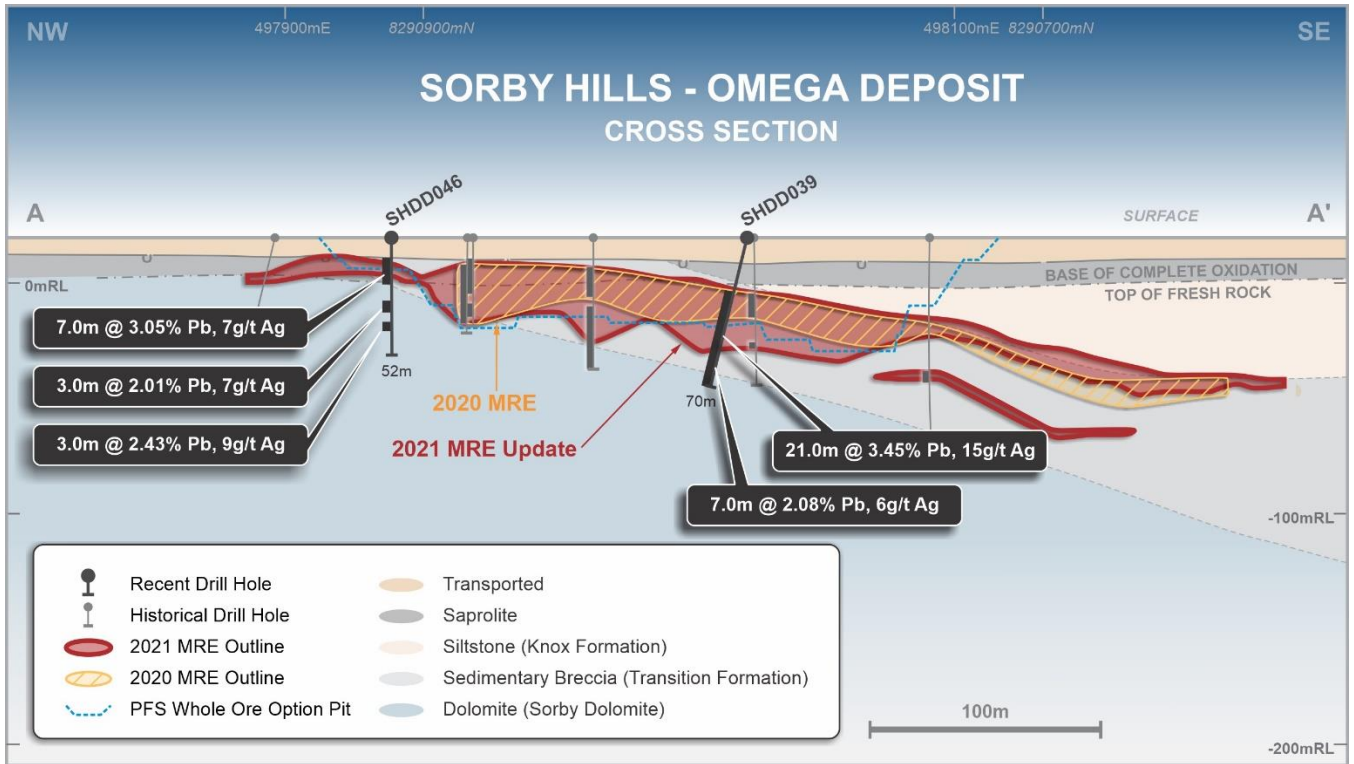 NW
497900mE
8290900mN
498100mE 8290700mN
SE
SORBY HILLS - OMEGA DEPOSIT
CROSS SECTION
SHDD046
SHDD039
A
SURFACE
A'
BASE OF COMPLETE OXIDATION
0mRL
TOP OF FRESH ROCK
7.0m @ 3.05% Pb, 7g/t Ag
3.0m @ 2.01% Pb, 7g/t Ag
52m
70m
2020 MRE
3.0m @ 2.43% Pb, 9g/t Ag
2021 MRE Update
21.0m @ 3.45% Pb, 15g/t Ag
7.0m @ 2.08% Pb, 6g/t Ag
-100mRL
Recent Drill Hole
Historical Drill Hole
2021 MRE Outline
2020 MRE Outline
PFS Whole Ore Option Pit
Transported
Saprolite
Siltstone (Knox Formation)
Sedimentary Breccia (Transition Formation)
Dolomite (Sorby Dolomite)
100m
-200mRL